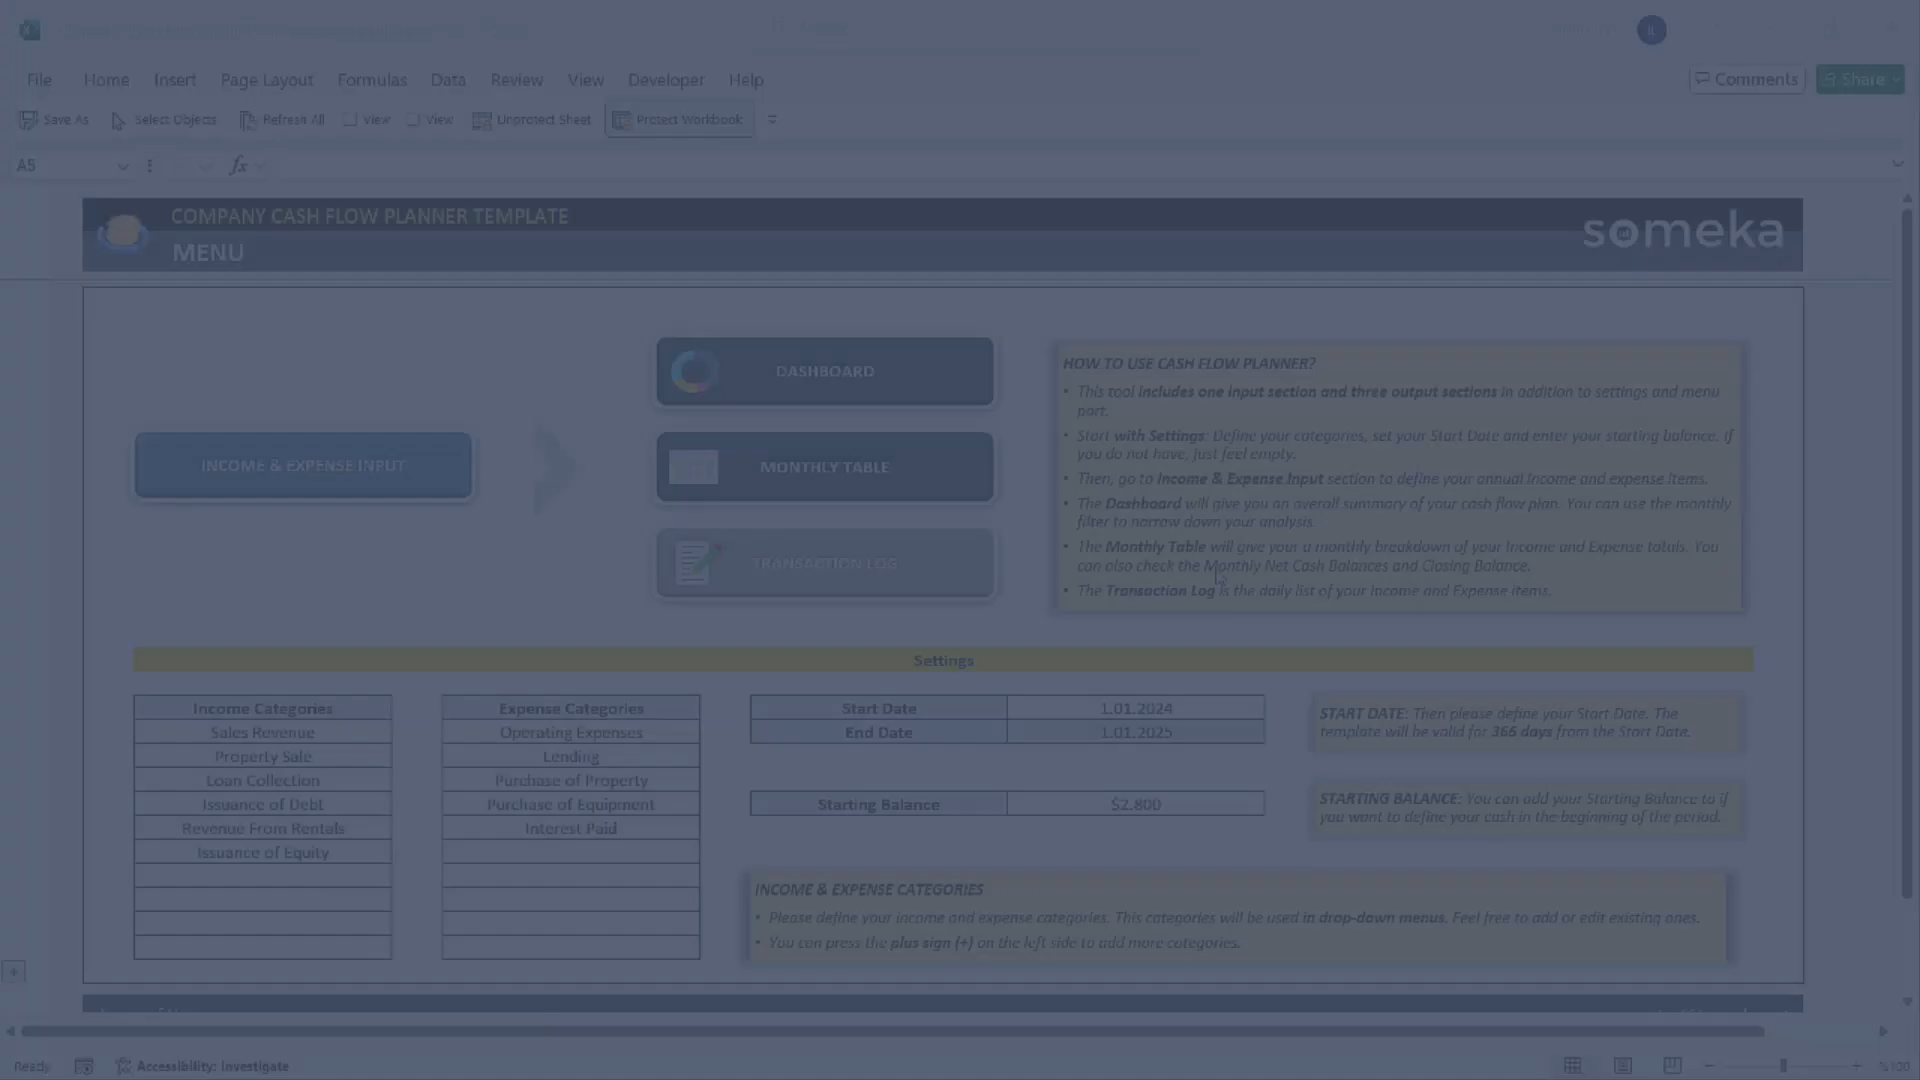 File Home Insert Page Layout Formulas Data Review View Developer Help
Comments Share
Save As Select Objects Refresh All View View Unprotect Sheet Protect Workbook
A5 fx
COMPANY CASH FLOW PLANNER TEMPLATE
MENU
someka
INCOME & EXPENSE INPUT
DASHBOARD
MONTHLY TABLE
TRANSACTION LOG
HOW TO USE CASH FLOW PLANNER?
• This tool includes one input section and three output sections in addition to settings and menu
part.
• Start with Settings: Define your categories, set your Start Date and enter your starting balance. If
you do not have, just feel empty.
• Then, go to Income & Expense Input section to define your annual income and expense items.
• The Dashboard will give you an overall summary of your cash flow plan. You can use the monthly
filter to narrow down your analysis.
• The Monthly Table will give your a monthly breakdown of your Income and Expense totals. You
can also check the Monthly Net Cash Balances and Closing Balance.
• The Transaction Log is the daily list of your Income and Expense items.
Settings
Income Categories
Sales Revenue
Property Sale
Loan Collection
Issuance of Debt
Revenue From Rentals
Issuance of Equity
Expense Categories
Operating Expenses
Lending
Purchase of Property
Purchase of Equipment
Interest Paid
Start Date 1.01.2024
End Date 1.01.2025
Starting Balance $2.800
START DATE: Then please define your Start Date. The
template will be valid for 365 days from the Start Date.
STARTING BALANCE: You can add your Starting Balance to if
you want to define your cash in the beginning of the period.
INCOME & EXPENSE CATEGORIES
• Please define your income and expense categories. This categories will be used in drop-down menus. Feel free to add or edit existing ones.
• You can press the plus sign (+) on the left side to add more categories.
Ready Accessibility: Investigate %100